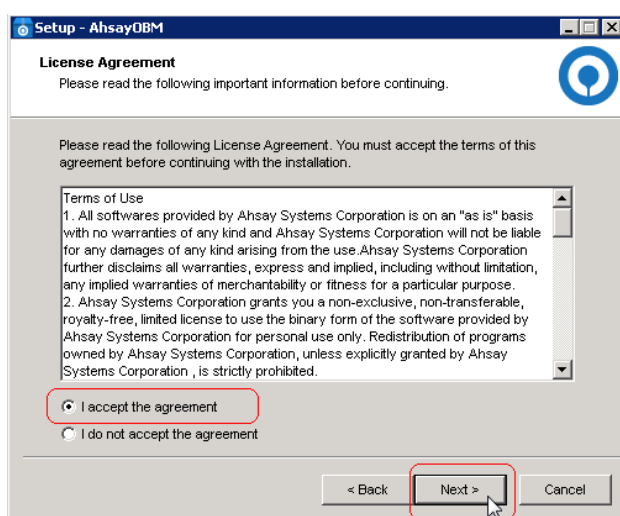 Setup - AhsayOBM
License Agreement
Please read the following important information before continuing.
Please read the following License Agreement. You must accept the terms of this
agreement before continuing with the installation.
Terms of Use
1. All softwares provided by Ahsay Systems Corporation is on an "as is" basis
with no warranties of any kind and Ahsay Systems Corporation will not be liable
for any damages of any kind arising from the use.Ahsay Systems Corporation
further disclaims all warranties, express and implied, including without limitation,
any implied warranties of merchantability or fitness for a particular purpose.
2. Ahsay Systems Corporation grants you a non-exclusive, non-transferable,
royalty-free, limited license to use the binary form of the software provided by
Ahsay Systems Corporation for personal use only. Redistribution of programs
owned by Ahsay Systems Corporation, unless explicitly granted by Ahsay
Systems Corporation , is strictly prohibited.
I accept the agreement
I do not accept the agreement
< Back
Next >
Cancel